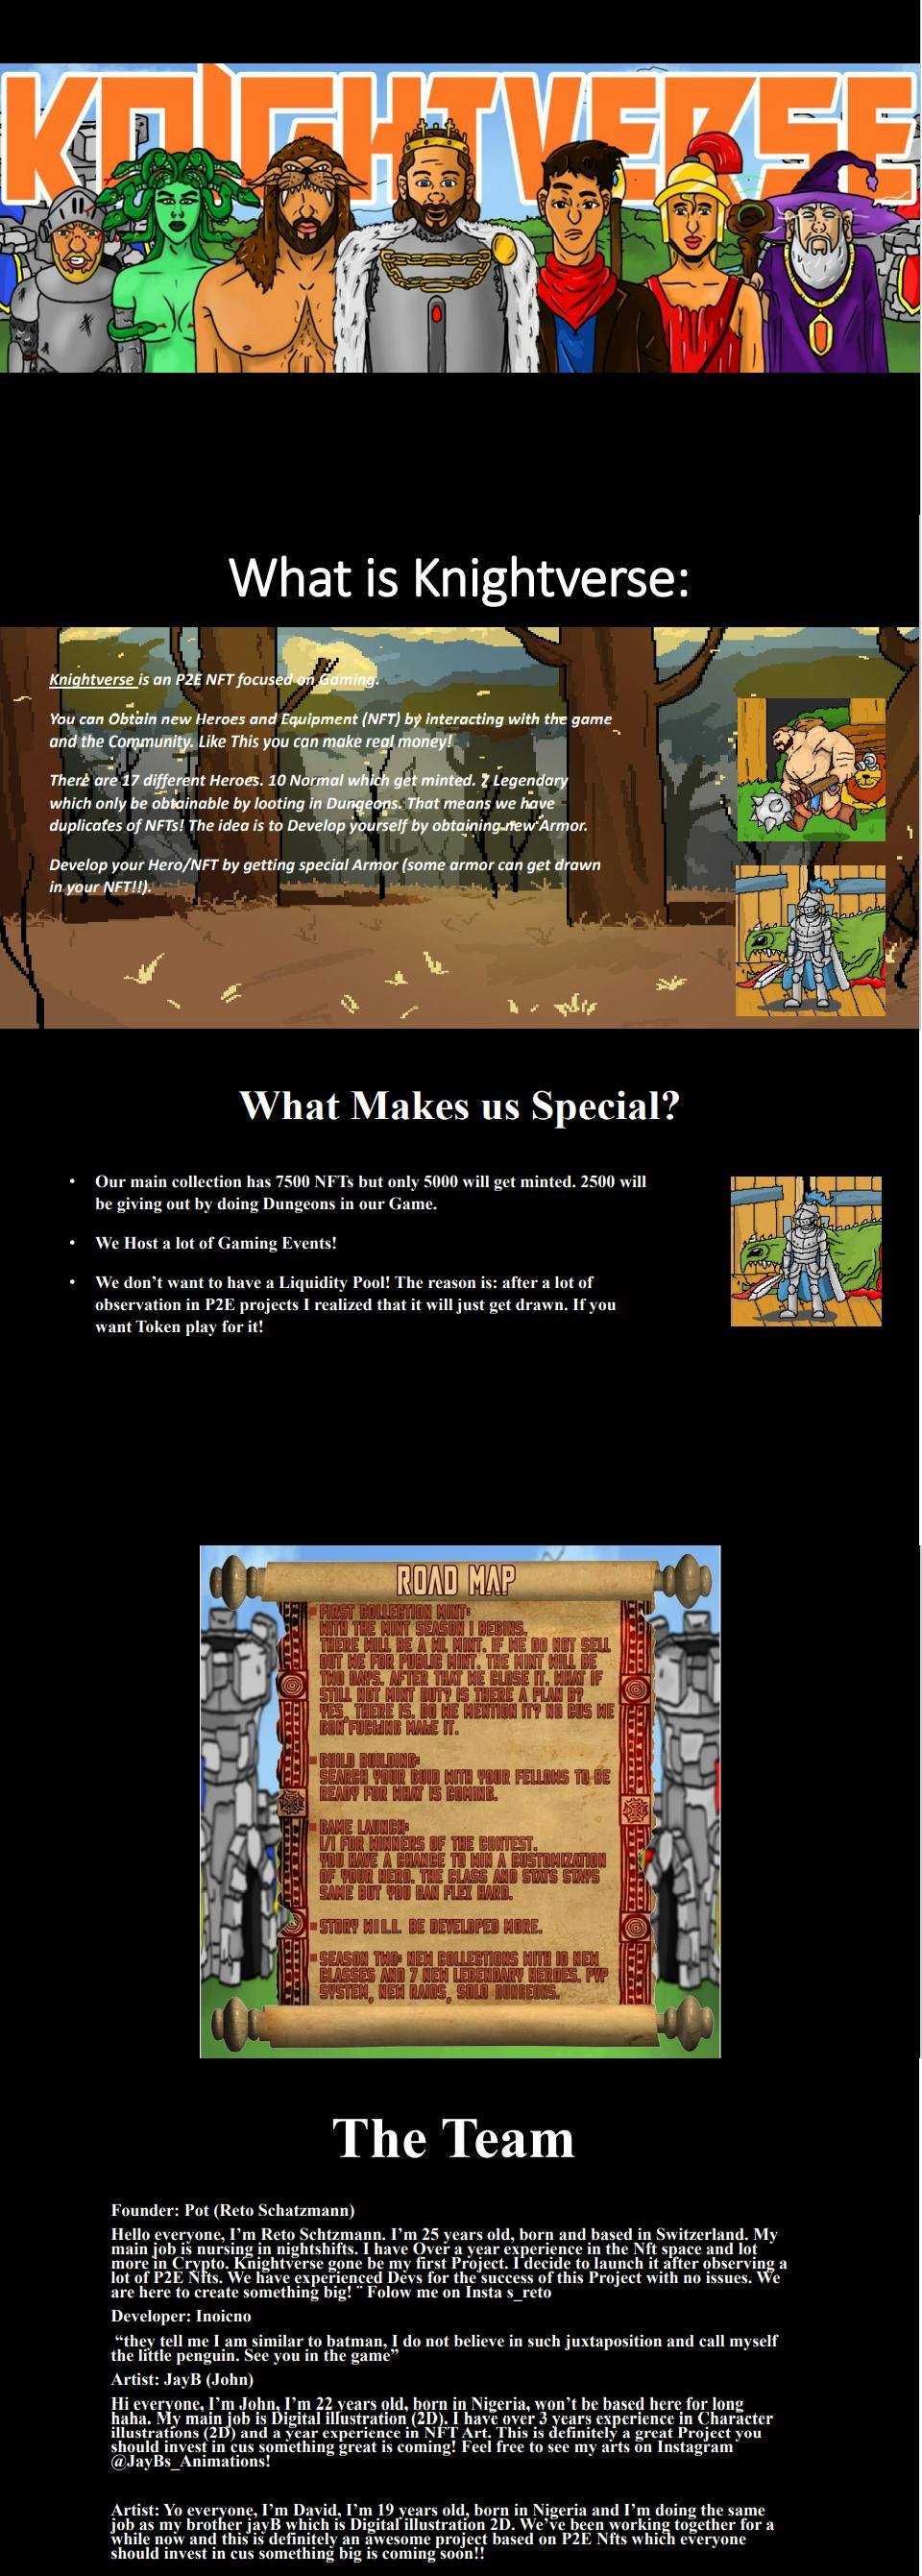 KNIGHTVERSE
What is Knightverse:
Knightverse is an P2E NFT focused on Gaming.
You can Obtain new Heroes and Equipment (NFT) by interacting with the game
and the Community. Like This you can make real money!
There are 17 different Heroes. 10 Normal which get minted. 7 Legendary
which only be obtainable by looting in Dungeons. That means we have
duplicates of NFTs! The idea is to Develop yourself by obtaining new Armor.
Develop your Hero/NFT by getting special Armor (some armor can get drawn
in your NFT!!).
What Makes us Special?
• Our main collection has 7500 NFTs but only 5000 will get minted. 2500 will
be giving out by doing Dungeons in our Game.
• We Host a lot of Gaming Events!
• We don’t want to have a Liquidity Pool! The reason is: after a lot of
observation in P2E projects I realized that it will just get drawn. If you
want Token play for it!
ROAD MAP
FIRST COLLECTION MINT:
WITH THE MINT SEASON 1 BEGINS.
THERE WILL BE A WL MINT. IF WE DO NOT SELL
OUT WE FOR PUBLIC MINT. THE MINT WILL BE
TWO DAYS. AFTER THAT WE CLOSE IT. WHAT IF
STILL NOT MINT OUT? IS THERE A PLAN B?
YES, THERE IS. DO WE MENTION IT? NO CUS WE
GON FUCKING MAKE IT.
GUILD BUILDING:
SEARCH YOUR GUID WITH YOUR FELLOWS TO BE
READY FOR WHAT IS COMING.
GAME LAUNCH:
1/1 FOR WINNERS OF THE CONTEST.
YOU HAVE A CHANCE TO WIN A CUSTUMIZATION
OF YOUR HERO. THE CLASS AND STATS STAYS
SAME BUT YOU CAN FLEX HARD.
STORY WILL BE DEVELOPED MORE.
SEASON TWO: NEW COLLECTIONS WITH 10 NEW
CLASSES AND 7 NEW LEGENDARY HEROES. PVP
SYSTEM, NEW RAIDS, SOLO DUNGEONS.
The Team
Founder: Pot (Reto Schatzmann)
Hello everyone, I’m Reto Schtzmann. I’m 25 years old, born and based in Switzerland. My
main job is nursing in nightshifts. I have Over a year experience in the Nft space and lot
more in Crypto. Knightverse gone be my first Project. I decide to launch it after observing a
lot of P2E Nfts. We have experienced Devs for the success of this Project with no issues. We
are here to create something big! ¨ Folow me on Insta s_reto
Developer: Inoicno
“they tell me I am similar to batman, I do not believe in such juxtaposition and call myself
the little penguin. See you in the game”
Artist: JayB (John)
Hi everyone, I’m John, I’m 22 years old, born in Nigeria, won’t be based here for long
haha. My main job is Digital illustration (2D). I have over 3 years experience in Character
illustrations (2D) and a year experience in NFT Art. This is definitely a great Project you
should invest in cus something great is coming! Feel free to see my arts on Instagram
@JayBs_Animations!
Artist: Yo everyone, I’m David, I’m 19 years old, born in Nigeria and I’m doing the same
job as my brother jayB which is Digital illustration 2D. We’ve been working together for a
while now and this is definitely an awesome project based on P2E Nfts which everyone
should invest in cus something big is coming soon!!